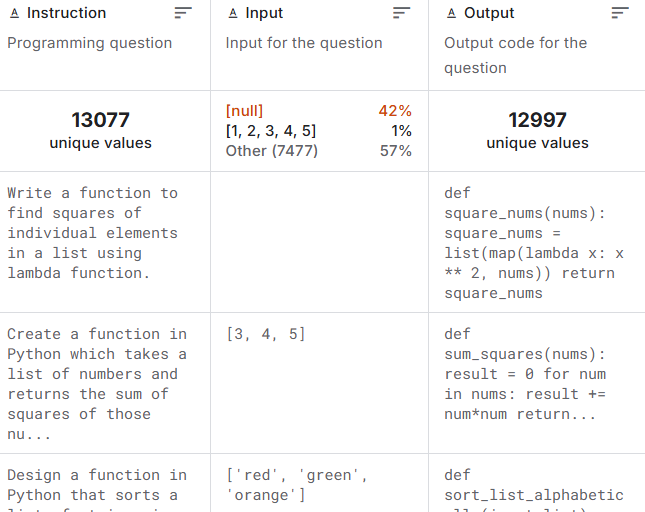 Instruction
Input
Output
Programming question
Input for the question
Output code for the
question
13077
unique values
[null] 42%
[1, 2, 3, 4, 5] 1%
Other (7477) 57%
12997
unique values
Write a function to
find squares of
individual elements
in a list using
lambda function.
def
square_nums(nums):
square_nums =
list(map(lambda x: x
** 2, nums)) return
square_nums
Create a function in
Python which takes a
list of numbers and
returns the sum of
squares of those
nu...
[3, 4, 5]
def
sum_squares(nums):
result = 0 for num
in nums: result +=
num*num return...
Design a function in
Python that sorts a
['red', 'green',
'orange']
def
sort_list_alphabetic